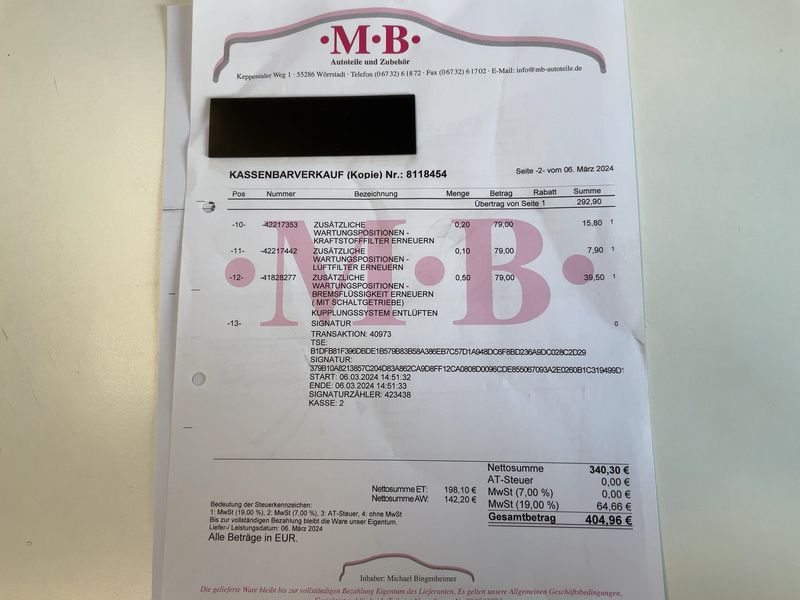 ·M·B·
Autoteile und Zubehör
Keppentaler Weg 1 · 55286 Wörrstadt · Telefon (0 67 32) 6 18 72 · Fax (0 67 32) 6 17 02 · E-Mail: info@mb-autoteile.de
KASSENBARVERKAUF (Kopie) Nr.: 8118454 Seite -2- vom 06. März 2024
Pos Nummer Bezeichnung Menge Betrag Rabatt Summe
Übertrag von Seite 1 292,90
-10- -42217353 ZUSÄTZLICHE 0,20 79,00 15,80 1
WARTUNGSPOSITIONEN -
KRAFTSTOFFILTER ERNEUERN
-11- -42217442 ZUSÄTZLICHE 0,10 79,00 7,90 1
WARTUNGSPOSITIONEN -
LUFTFILTER ERNEUERN
-12- -41828277 ZUSÄTZLICHE 0,50 79,00 39,50 1
WARTUNGSPOSITIONEN -
BREMSFLÜSSIGKEIT ERNEUERN
( MIT SCHALTGETRIEBE)
KUPPLUNGSSYSTEM ENTLÜFTEN
-13- SIGNATUR 0
TRANSAKTION: 40973
TSE:
B1DFB81F396DBDE1B579B83B58A386EB7C57D1A948DC6F8BD236A9DC028C2D29
SIGNATUR:
379B10A8213857C204D83A862CA9D8FF12CA0808D0096CDE855067093A2E0260B1C319499D1
START: 06.03.2024 14:51:32
ENDE: 06.03.2024 14:51:33
SIGNATURZÄHLER: 423438
KASSE: 2
·M·B·
Nettosumme 340,30 €
AT-Steuer 0,00 €
Nettosumme ET: 198,10 € MwSt (7,00 %) 0,00 €
Nettosumme AW: 142,20 € MwSt (19,00 %) 64,66 €
Gesamtbetrag 404,96 €
Bedeutung der Steuerkennzeichen:
1: MwSt (19,00 %), 2: MwSt (7,00 %), 3: AT-Steuer, 4: ohne MwSt
Bis zur vollständigen Bezahlung bleibt die Ware unser Eigentum.
Liefer-/ Leistungsdatum: 06. März 2024
Alle Beträge in EUR.
Inhaber: Michael Bingenheimer
Die gelieferte Ware bleibt bis zur vollständigen Bezahlung Eigentum des Lieferanten. Es gelten unsere Allgemeinen Geschäftsbedingungen.